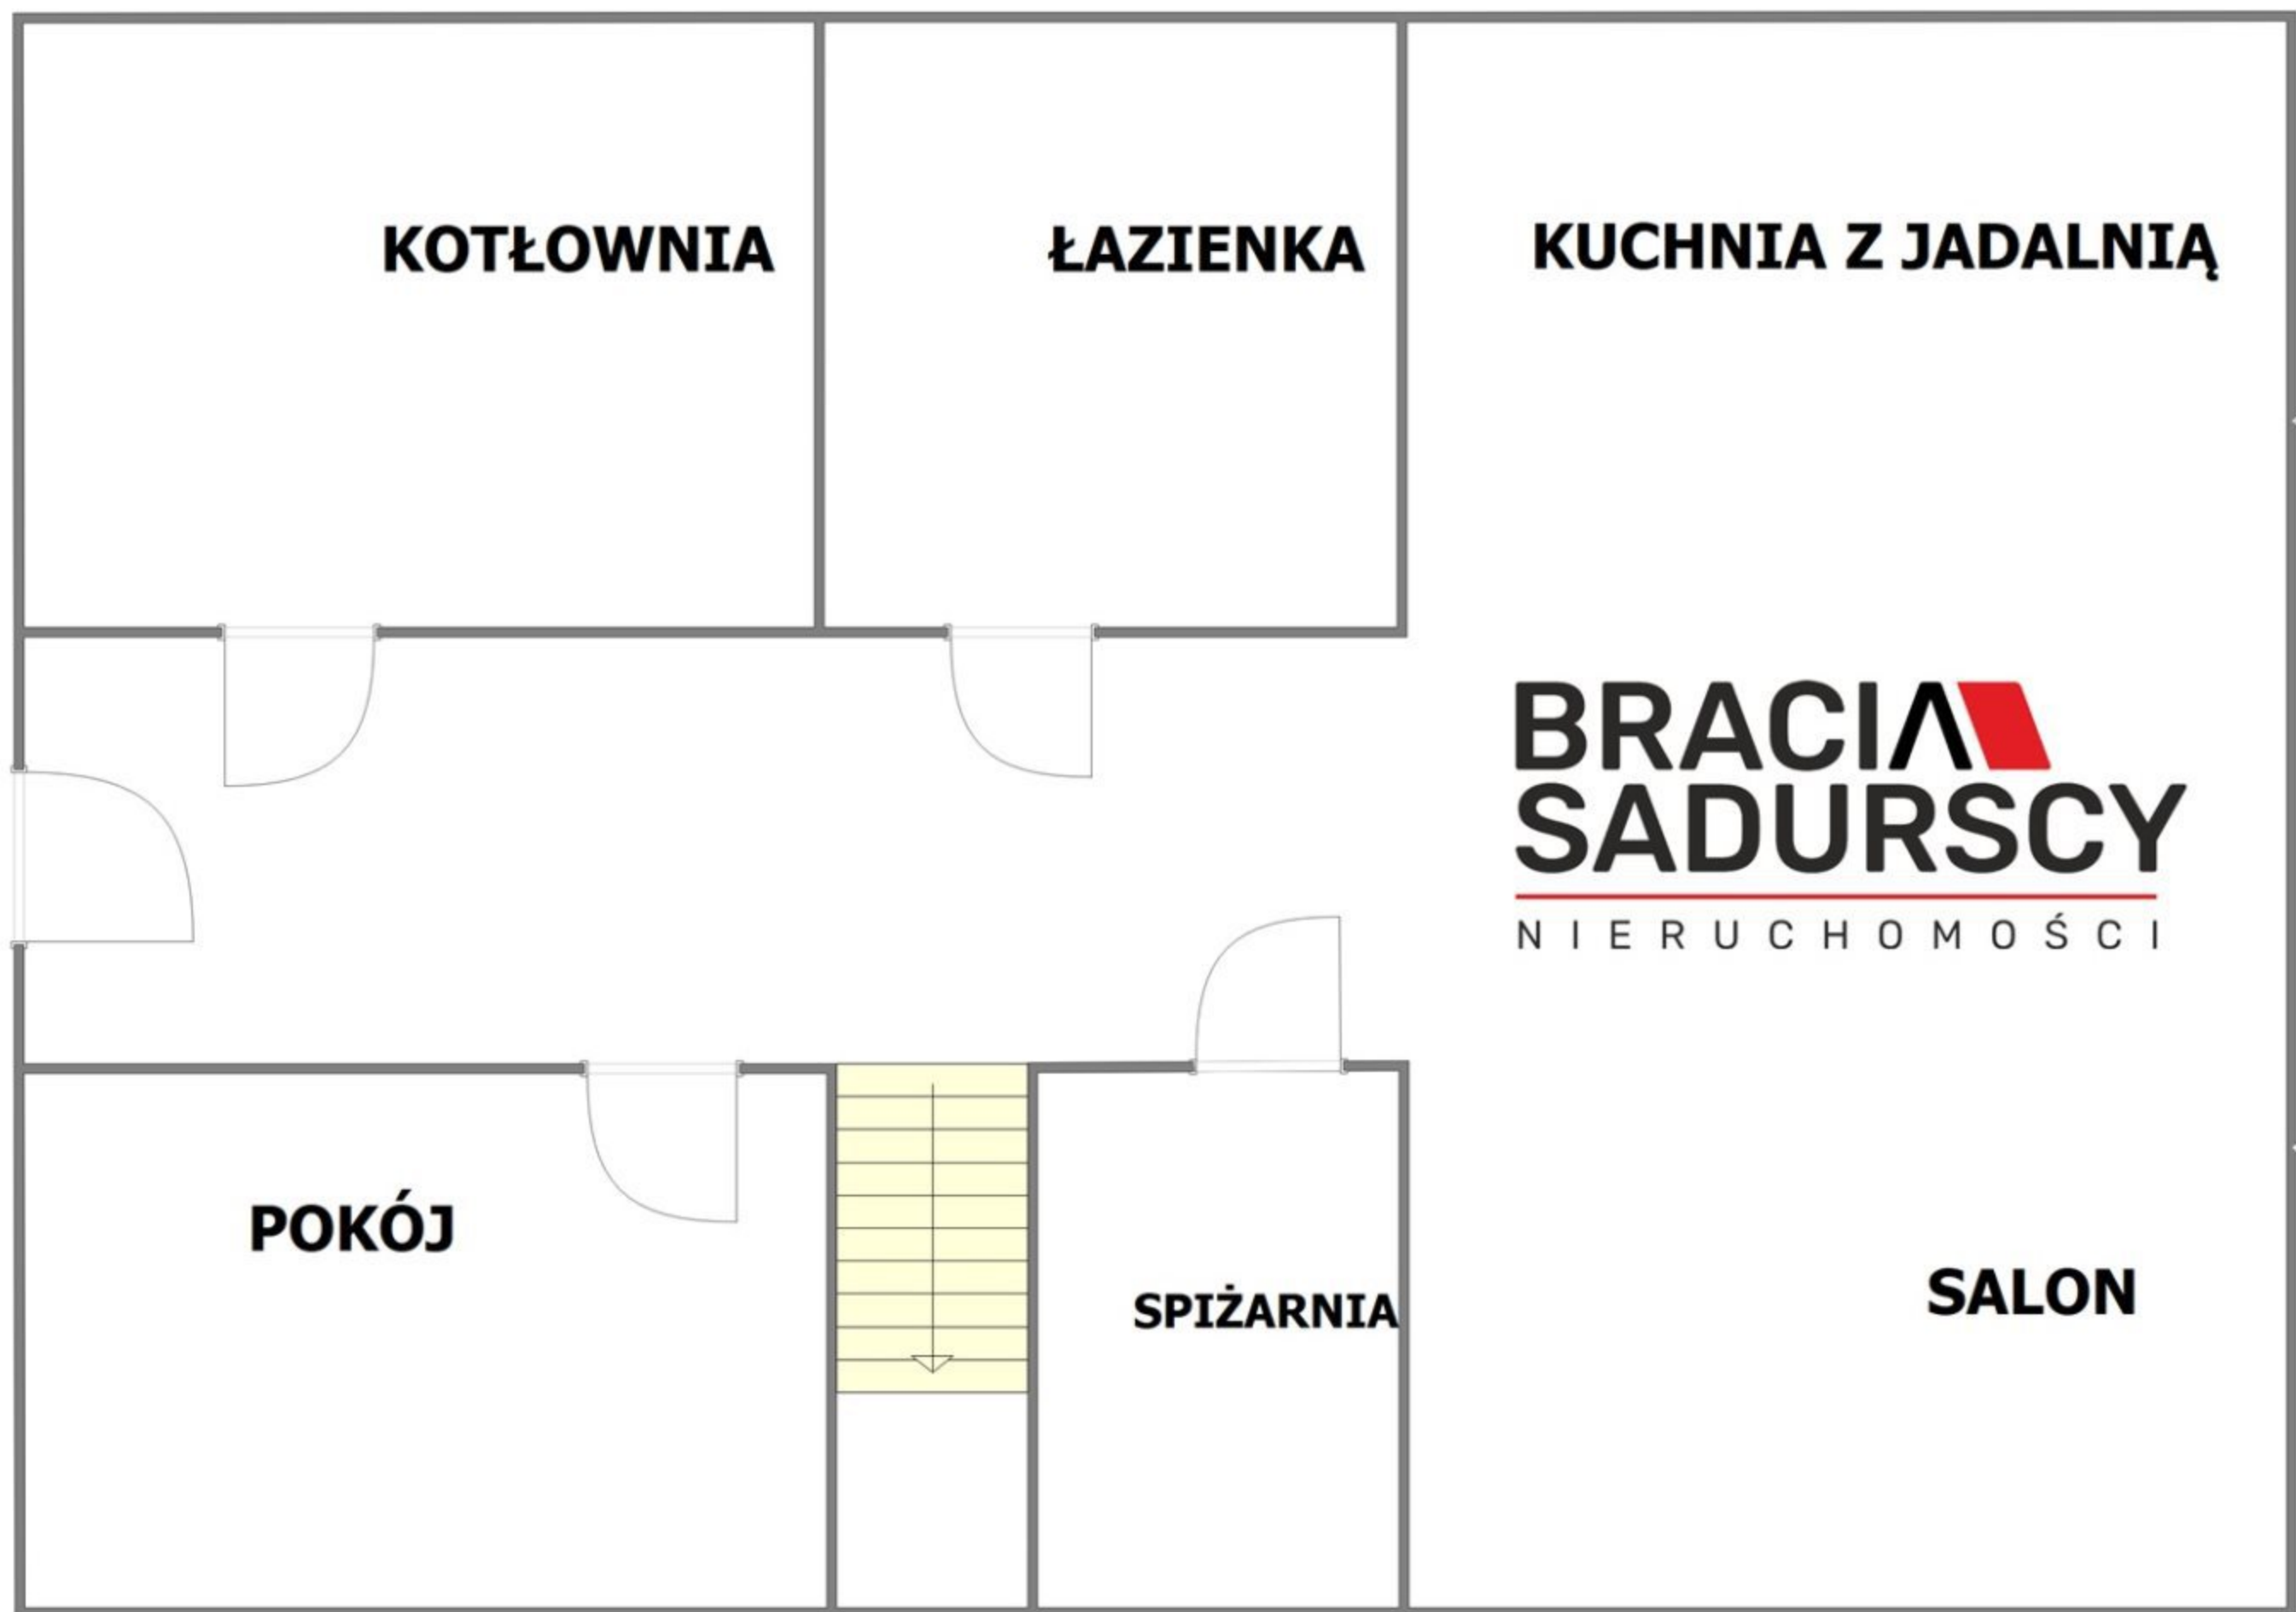 KOTŁOWNIA
ŁAZIENKA
KUCHNIA Z JADALNIĄ
BRACIA
SADURSCY
NIERUCHOMOŚCI
POKÓJ
SPIŻARNIA
SALON